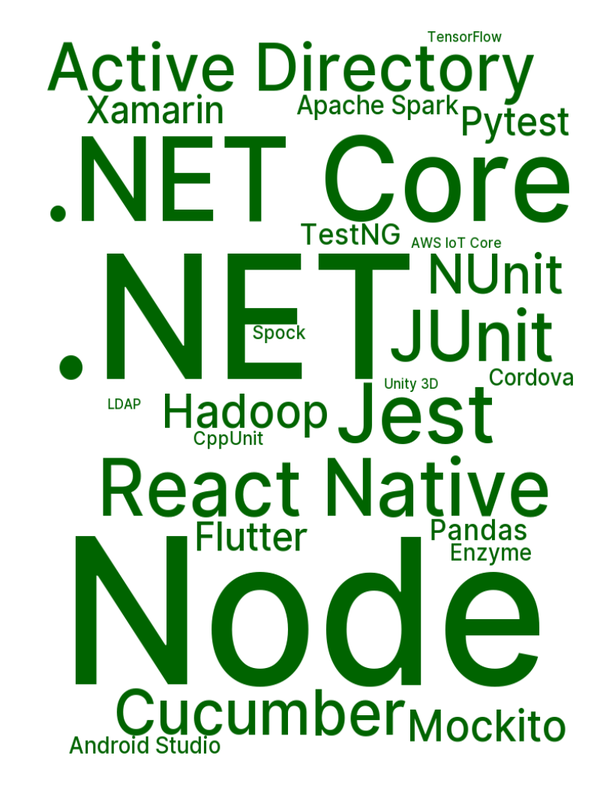 TensorFlow
Active Directory
Xamarin
Apache Spark
Pytest
.NET Core
TestNG
AWS IoT Core
.NET
NUnit
Spock
JUnit
Cordova
Unity 3D
LDAP
Hadoop
Jest
CppUnit
React Native
Flutter
Pandas
Enzyme
Node
Cucumber
Mockito
Android Studio